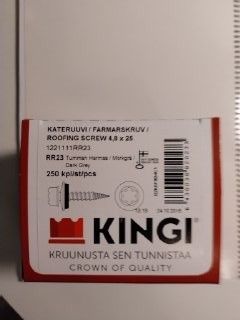 KATERUUVI / FARMARSKRUV /
ROOFING SCREW 4,8 x 25
1221111RR23
RR23 Tumman Harmaa / Mörkgrå /
Dark Grey
250 kpl/st/pcs
KINGI
KRUUNUSTA SEN TUNNISTAA
CROWN OF QUALITY